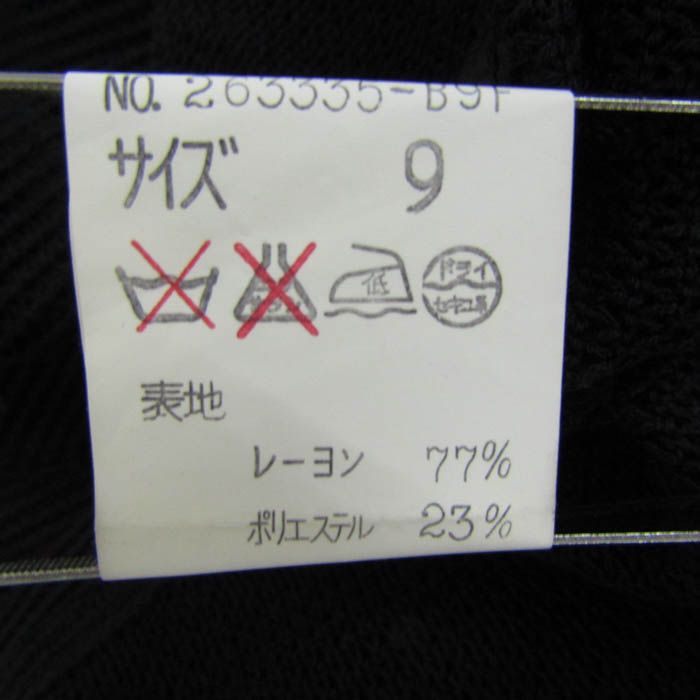 NO. 263335-B9F
サイズ 9
低
ドライ
セキユ系
表地
レーヨン 77%
ポリエステル 23%